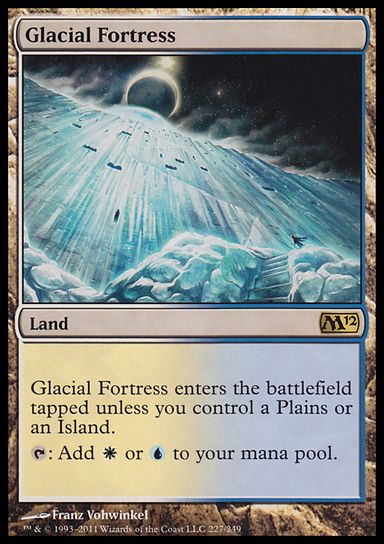 Glacial Fortress
Land
M12
Glacial Fortress enters the battlefield
tapped unless you control a Plains or
an Island.
: Add or to your mana pool.
Franz Vohwinkel
™ & © 1993–2011 Wizards of the Coast LLC 227/249